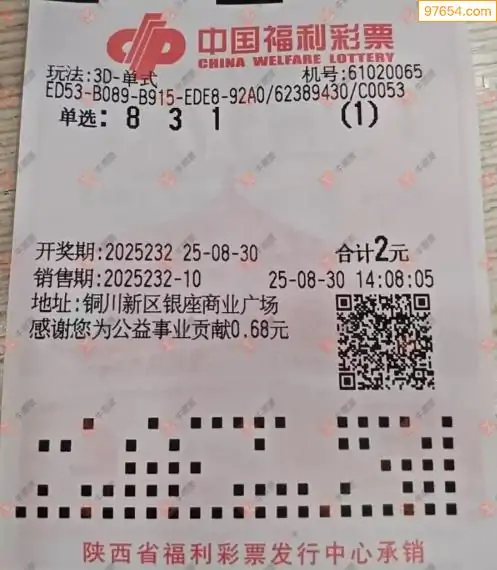 97654.com
中国福利彩票
CHINA WELFARE LOTTERY
玩法:3D-单式 机号:61020065
ED53-B089-B915-EDE8-92A0/62389430/C0053
单选: 8 3 1 (1)
开奖期:2025232 25-08-30 合计2元
销售期:2025232-10 25-08-30 14:08:05
地址:铜川新区银座商业广场
感谢您为公益事业贡献0.68元
陕西省福利彩票发行中心承销